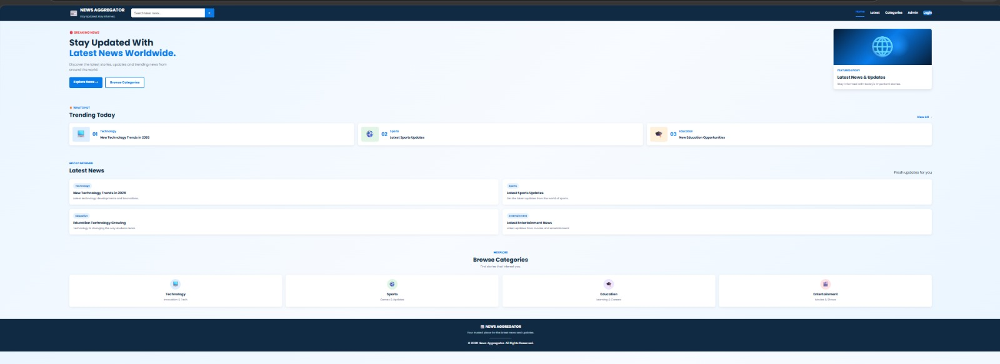 NEWS AGGREGATOR
Stay Updated. Stay Informed.
Search latest news...
Home
Latest
Categories
Admin
Login
BREAKING NEWS
Stay Updated With
Latest News Worldwide.
Discover the latest stories, updates and trending news from
around the world.
Explore News →
Browse Categories
FEATURED STORY
Latest News & Updates
Stay informed with today's important stories.
WHAT'S HOT
Trending Today
View All
01
Technology
New Technology Trends in 2026
02
Sports
Latest Sports Updates
03
Education
New Education Opportunities
STAY INFORMED
Latest News
Fresh updates for you
Technology
New Technology Trends in 2026
Latest technology developments and innovations.
Sports
Latest Sports Updates
Get the latest updates from the world of sports.
Education
Education Technology Growing
Technology is changing the way students learn.
Entertainment
Latest Entertainment News
Latest updates from movies and entertainment.
EXPLORE
Browse Categories
Find stories that interest you.
Technology
Innovation & Tech
Sports
Games & Updates
Education
Learning & Careers
Entertainment
Movies & Shows
NEWS AGGREGATOR
Your trusted place for the latest news and updates.
© 2026 News Aggregator. All Rights Reserved.